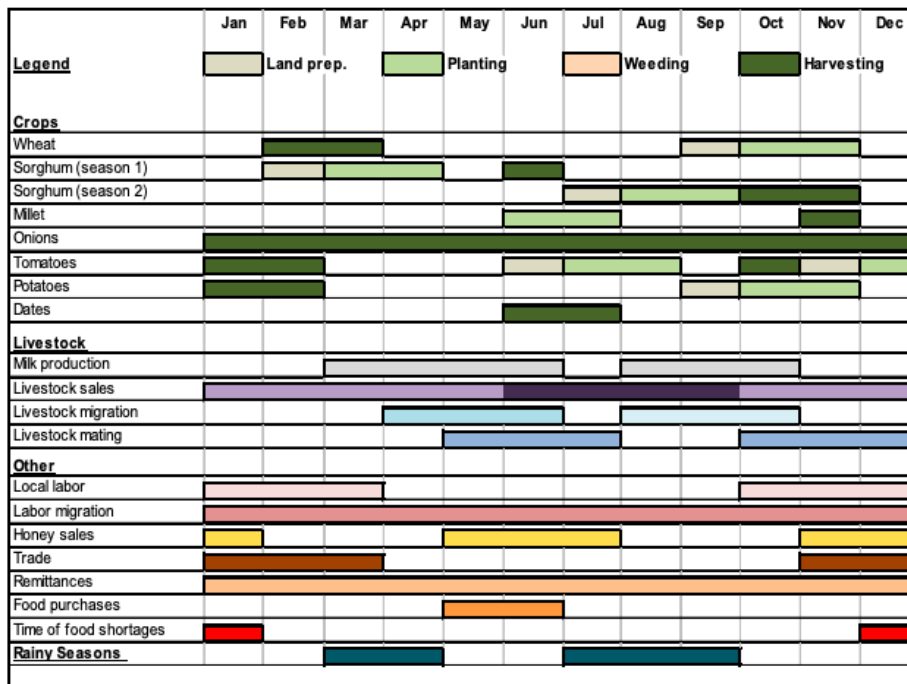 Jan Feb Mar Apr May Jun Jul Aug Sep Oct Nov Dec
Legend Land prep. Planting Weeding Harvesting
Crops
Wheat
Sorghum (season 1)
Sorghum (season 2)
Millet
Onions
Tomatoes
Potatoes
Dates
Livestock
Milk production
Livestock sales
Livestock migration
Livestock mating
Other
Local labor
Labor migration
Honey sales
Trade
Remittances
Food purchases
Time of food shortages
Rainy Seasons